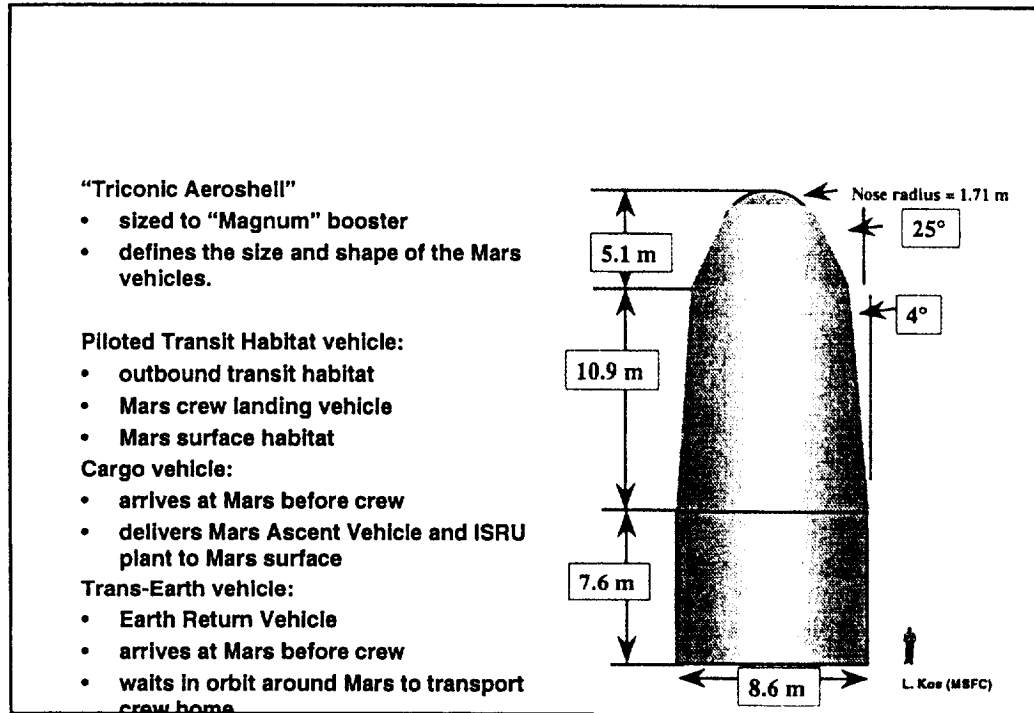 "Triconic Aeroshell"
• sized to "Magnum" booster
• defines the size and shape of the Mars
vehicles.
Piloted Transit Habitat vehicle:
• outbound transit habitat
• Mars crew landing vehicle
• Mars surface habitat
Cargo vehicle:
• arrives at Mars before crew
• delivers Mars Ascent Vehicle and ISRU
plant to Mars surface
Trans-Earth vehicle:
• Earth Return Vehicle
• arrives at Mars before crew
• waits in orbit around Mars to transport
crew home
Nose radius = 1.71 m
25°
5.1 m
4°
10.9 m
7.6 m
8.6 m
L. Kos (MSFC)